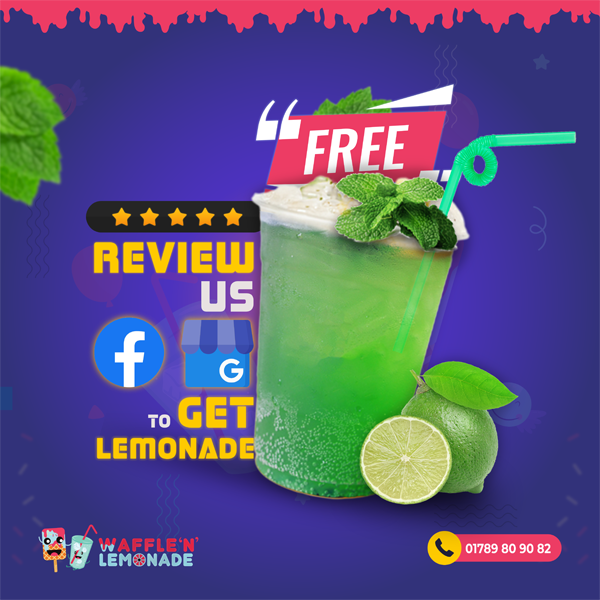 FREE
REVIEW
US
f
G
TO GET
LEMONADE
WAFFLE'N'
LEMONADE
01789 80 90 82